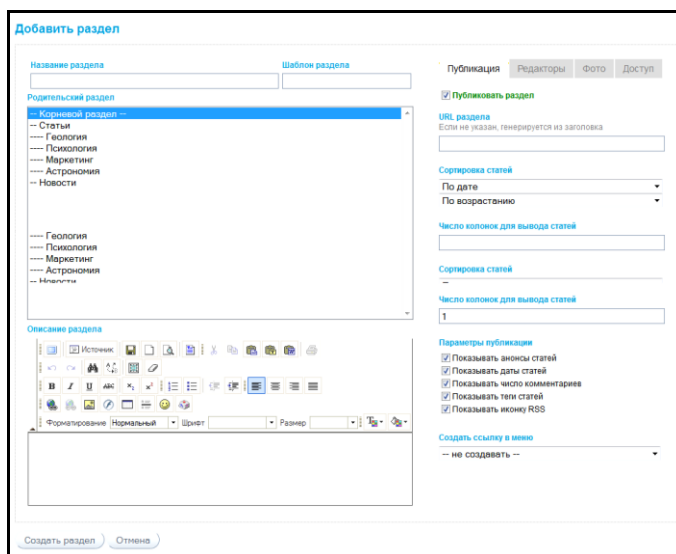 Добавить раздел
Название раздела
Шаблон раздела
Родительский раздел
-- Корневой раздел --
-- Статьи
---- Геология
---- Психология
---- Маркетинг
---- Астрономия
-- Новости
---- Геология
---- Психология
---- Маркетинг
---- Астрономия
-- Новости
Описание раздела
Источник
B I U ABC x₂ x²
Форматирование Нормальный Шрифт Размер
Создать раздел Отмена
Публикация Редакторы Фото Доступ
Публиковать раздел
URL раздела
Если не указан, генерируется из заголовка
Сортировка статей
По дате
По возрастанию
Число колонок для вывода статей
Сортировка статей
Число колонок для вывода статей
1
Параметры публикации
Показывать анонсы статей
Показывать даты статей
Показывать число комментариев
Показывать теги статей
Показывать иконку RSS
Создать ссылку в меню
-- не создавать --